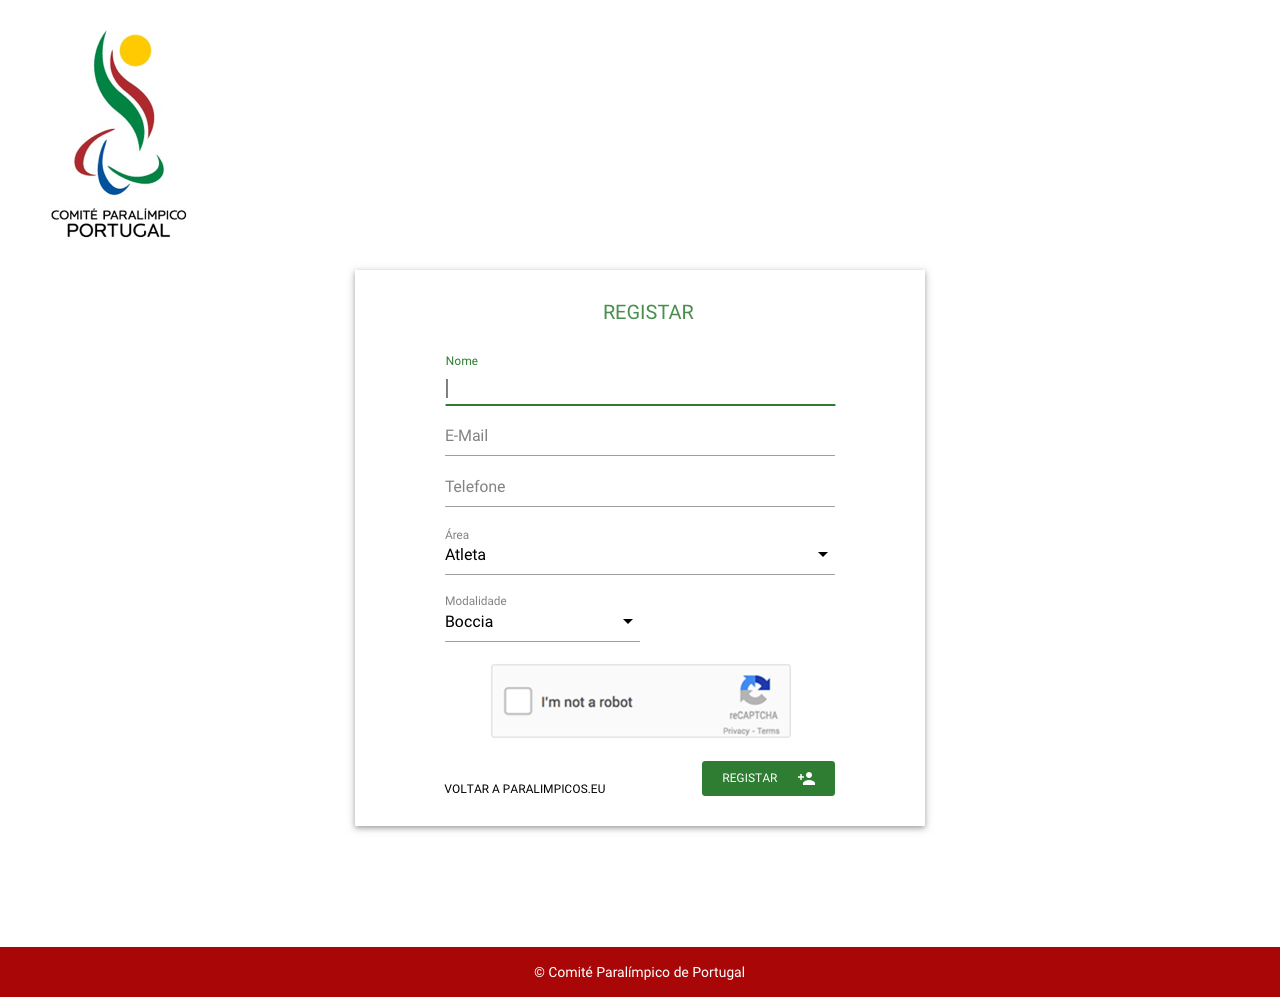 COMITÉ PARALÍMPICO
PORTUGAL
REGISTAR
Nome
E-Mail
Telefone
Área
Atleta
Modalidade
Boccia
I'm not a robot
reCAPTCHA
Privacy - Terms
VOLTAR A PARALIMPICOS.EU
REGISTAR
© Comité Paralímpico de Portugal